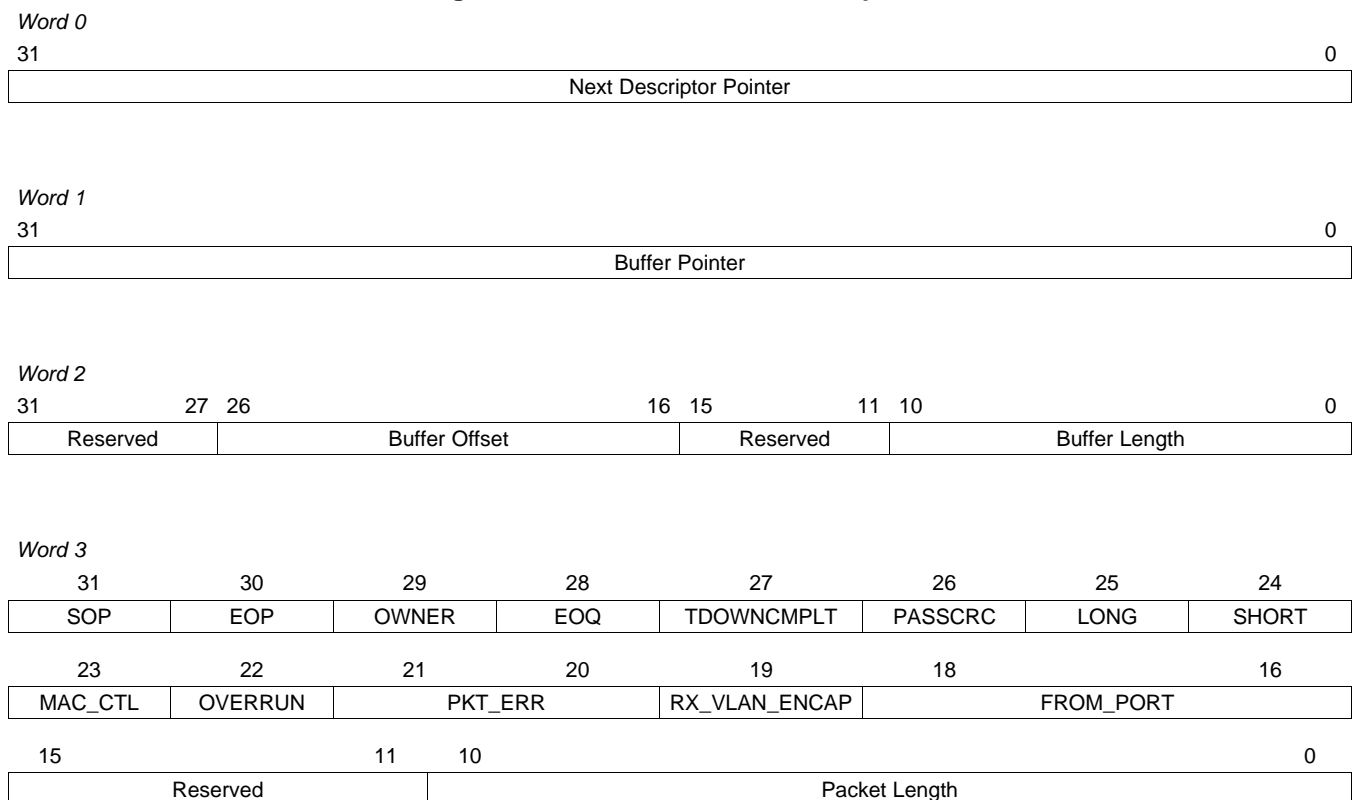 Word 0
31 0
Next Descriptor Pointer
Word 1
31 0
Buffer Pointer
Word 2
31 27 26 16 15 11 10 0
Reserved Buffer Offset Reserved Buffer Length
Word 3
31 30 29 28 27 26 25 24
SOP EOP OWNER EOQ TDOWNCMPLT PASSCRC LONG SHORT
23 22 21 20 19 18 16
MAC_CTL OVERRUN PKT_ERR RX_VLAN_ENCAP FROM_PORT
15 11 10 0
Reserved Packet Length